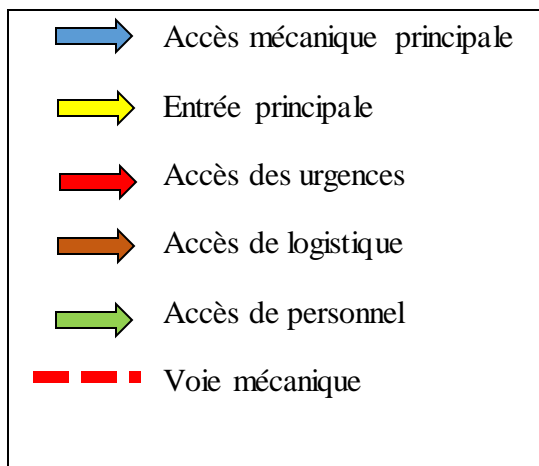 Accès mécanique principale
Entrée principale
Accès des urgences
Accès de logistique
Accès de personnel
Voie mécanique